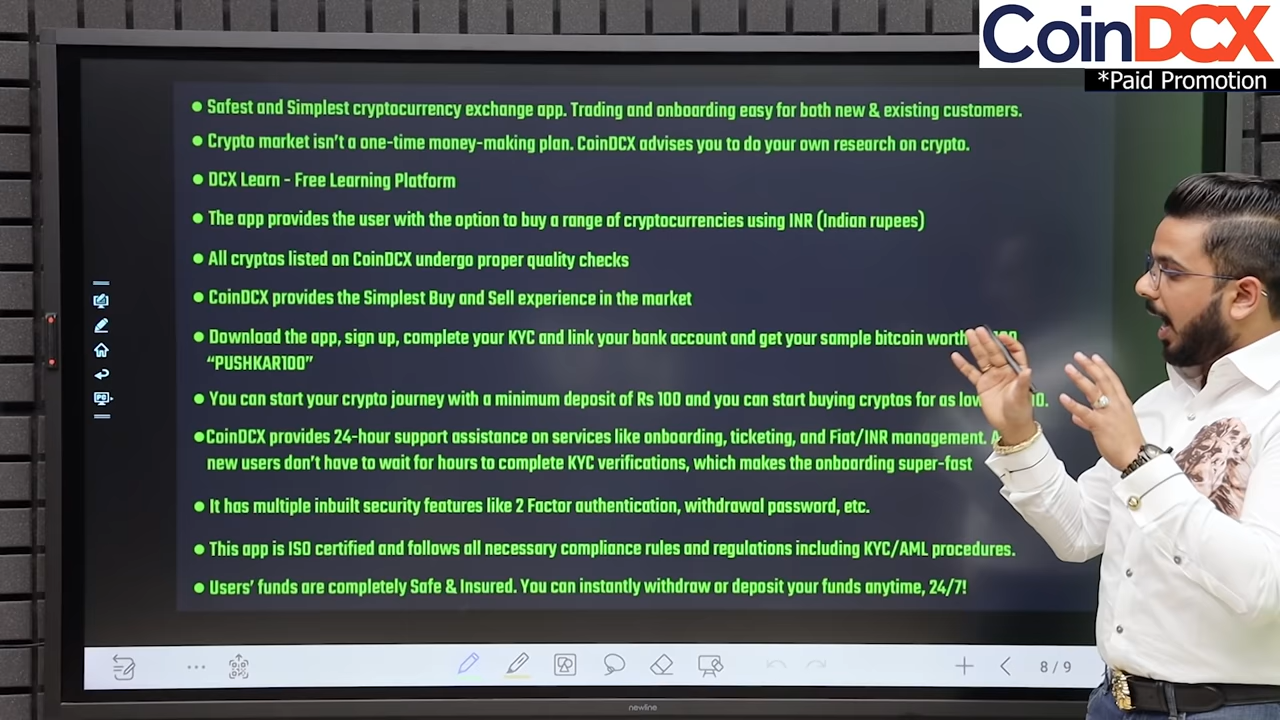 CoinDCX
*Paid Promotion
● Safest and Simplest cryptocurrency exchange app. Trading and onboarding easy for both new & existing customers.
● Crypto market isn't a one-time money-making plan. CoinDCX advises you to do your own research on crypto.
● DCX Learn - Free Learning Platform
● The app provides the user with the option to buy a range of cryptocurrencies using INR (Indian rupees)
● All cryptos listed on CoinDCX undergo proper quality checks
● CoinDCX provides the Simplest Buy and Sell experience in the market
● Download the app, sign up, complete your KYC and link your bank account and get your sample bitcoin worth
“PUSHKAR100”
● You can start your crypto journey with a minimum deposit of Rs 100 and you can start buying cryptos for as
●CoinDCX provides 24-hour support assistance on services like onboarding, ticketing, and Fiat/INR management.
new users don't have to wait for hours to complete KYC verifications, which makes the onboarding super-fast
● It has multiple inbuilt security features like 2 Factor authentication, withdrawal password, etc.
● This app is ISO certified and follows all necessary compliance rules and regulations including KYC/AML procedures.
● Users' funds are completely Safe & Insured. You can instantly withdraw or deposit your funds anytime, 24/7!
8 / 9
newline